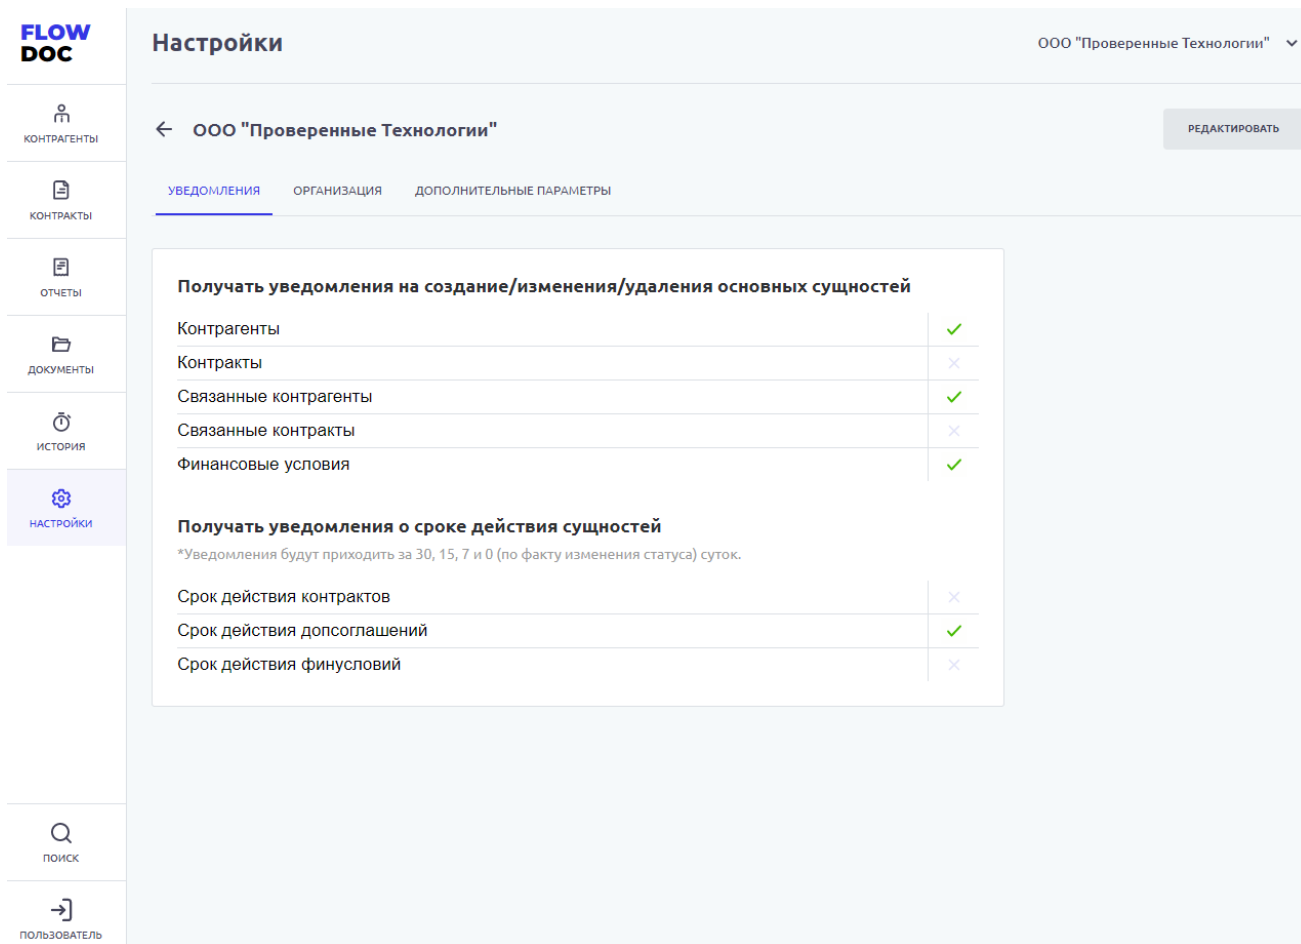 FLOW
DOC
Настройки
ООО "Проверенные Технологии"
КОНТРАГЕНТЫ
КОНТРАКТЫ
ОТЧЕТЫ
ДОКУМЕНТЫ
ИСТОРИЯ
НАСТРОЙКИ
ПОИСК
ПОЛЬЗОВАТЕЛЬ
ООО "Проверенные Технологии"
РЕДАКТИРОВАТЬ
УВЕДОМЛЕНИЯ ОРГАНИЗАЦИЯ ДОПОЛНИТЕЛЬНЫЕ ПАРАМЕТРЫ
Получать уведомления на создание/изменения/удаления основных сущностей
Контрагенты
Контракты
Связанные контрагенты
Связанные контракты
Финансовые условия
Получать уведомления о сроке действия сущностей
*Уведомления будут приходить за 30, 15, 7 и 0 (по факту изменения статуса) суток.
Срок действия контрактов
Срок действия допсоглашений
Срок действия финусловий